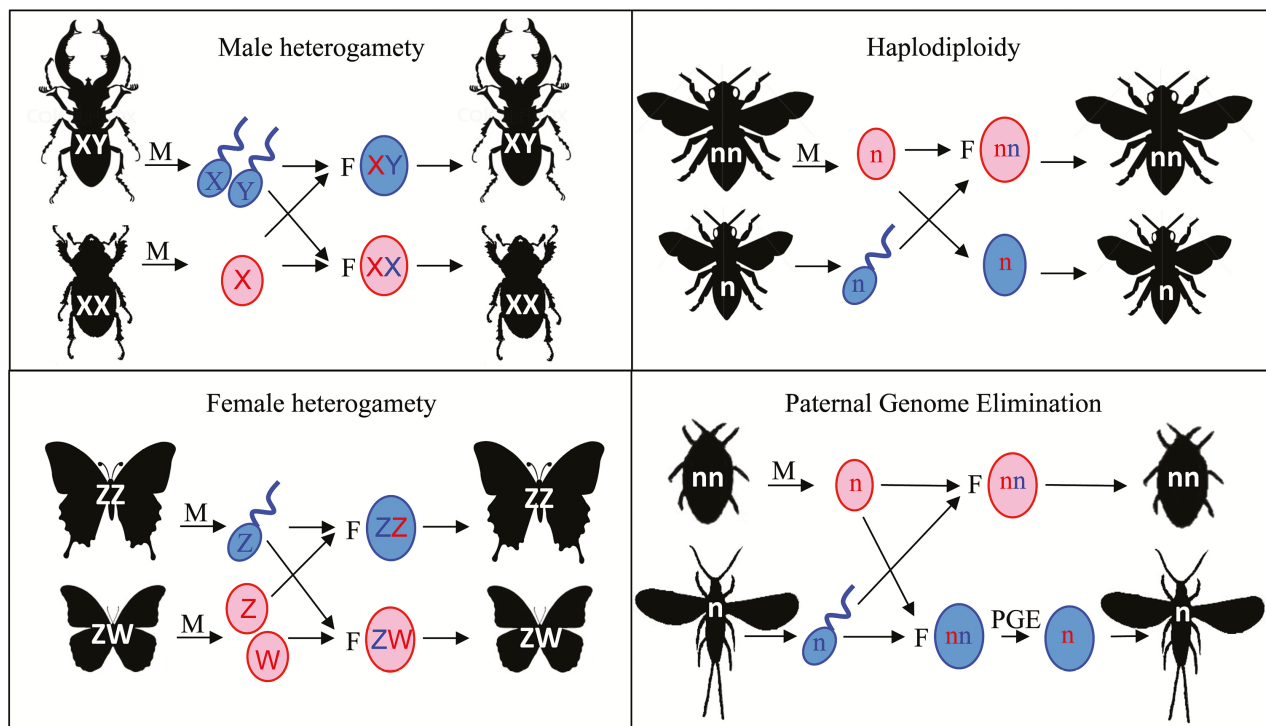 Male heterogamety
XY
M
X Y
F XY
XY
XX
M
X
F XX
XX
Haplodiploidy
nn
M
n
F nn
nn
n
n
n
n
Female heterogamety
ZZ
M
Z
F ZZ
ZZ
ZW
M
Z
W
F ZW
ZW
Paternal Genome Elimination
nn
M
n
F nn
nn
n
n
F nn
PGE
n
n